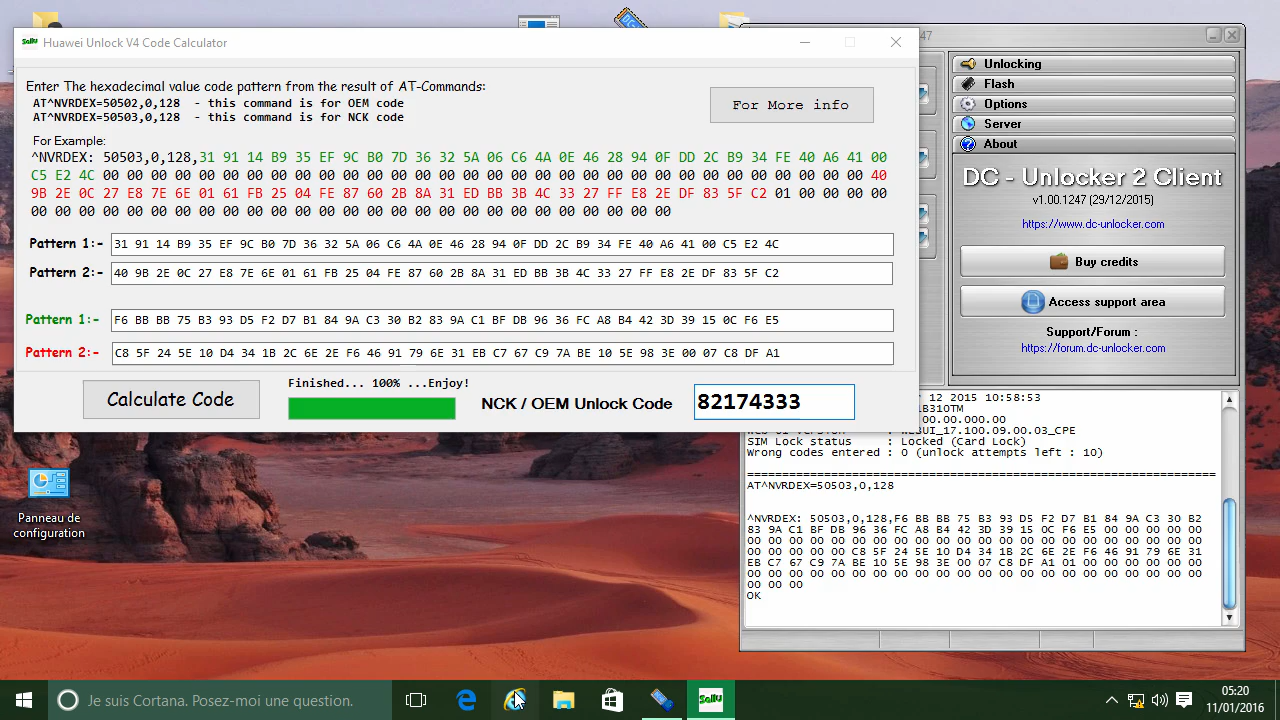 Sallu Huawei Unlock V4 Code Calculator
Enter The hexadecimal value code pattern from the result of AT-Commands:
AT^NVRDEX=50502,0,128 - this command is for OEM code
AT^NVRDEX=50503,0,128 - this command is for NCK code
For More info
For Example:
^NVRDEX: 50503,0,128,31 91 14 B9 35 EF 9C B0 7D 36 32 5A 06 C6 4A 0E 46 28 94 0F DD 2C B9 34 FE 40 A6 41 00
C5 E2 4C 00 00 00 00 00 00 00 00 00 00 00 00 00 00 00 00 00 00 00 00 00 00 00 00 00 00 00 00 40
9B 2E 0C 27 E8 7E 6E 01 61 FB 25 04 FE 87 60 2B 8A 31 ED BB 3B 4C 33 27 FF E8 2E DF 83 5F C2 01 00 00 00 00
00 00 00 00 00 00 00 00 00 00 00 00 00 00 00 00 00 00 00 00 00 00 00 00 00 00 00
Pattern 1:- 31 91 14 B9 35 EF 9C B0 7D 36 32 5A 06 C6 4A 0E 46 28 94 0F DD 2C B9 34 FE 40 A6 41 00 C5 E2 4C
Pattern 2:- 40 9B 2E 0C 27 E8 7E 6E 01 61 FB 25 04 FE 87 60 2B 8A 31 ED BB 3B 4C 33 27 FF E8 2E DF 83 5F C2
Pattern 1:- F6 BB BB 75 B3 93 D5 F2 D7 B1 84 9A C3 30 B2 83 9A C1 BF DB 96 36 FC A8 B4 42 3D 39 15 0C F6 E5
Pattern 2:- C8 5F 24 5E 10 D4 34 1B 2C 6E 2E F6 46 91 79 6E 31 EB C7 67 C9 7A BE 10 5E 98 3E 00 07 C8 DF A1
Calculate Code
Finished... 100% ...Enjoy!
NCK / OEM Unlock Code
82174333
47
Unlocking
Flash
Options
Server
About
DC - Unlocker 2 Client
v1.00.1247 (29/12/2015)
https://www.dc-unlocker.com
Buy credits
Access support area
Support/Forum :
https://forum.dc-unlocker.com
12 2015 10:58:53
1B310TM
.00.000.00
UI_17.100.09.00.03_CPE
SIM Lock status : Locked (Card Lock)
Wrong codes entered : 0 (unlock attempts left : 10)
AT^NVRDEX=50503,0,128
^NVRDEX: 50503,0,128,F6 BB BB 75 B3 93 D5 F2 D7 B1 84 9A C3 30 B2
83 9A C1 BF DB 96 36 FC A8 B4 42 3D 39 15 0C F6 E5 00 00 00 00 00
00 00 00 00 00 00 00 00 00 00 00 00 00 00 00 00 00 00 00 00 00 00
00 00 00 00 00 C8 5F 24 5E 10 D4 34 1B 2C 6E 2E F6 46 91 79 6E 31
EB C7 67 C9 7A BE 10 5E 98 3E 00 07 C8 DF A1 01 00 00 00 00 00 00
00 00 00 00 00 00 00 00 00 00 00 00 00 00 00 00 00 00 00 00 00 00
00 00 00
OK
Panneau de
configuration
Je suis Cortana. Posez-moi une question.
Sallu
05:20
11/01/2016